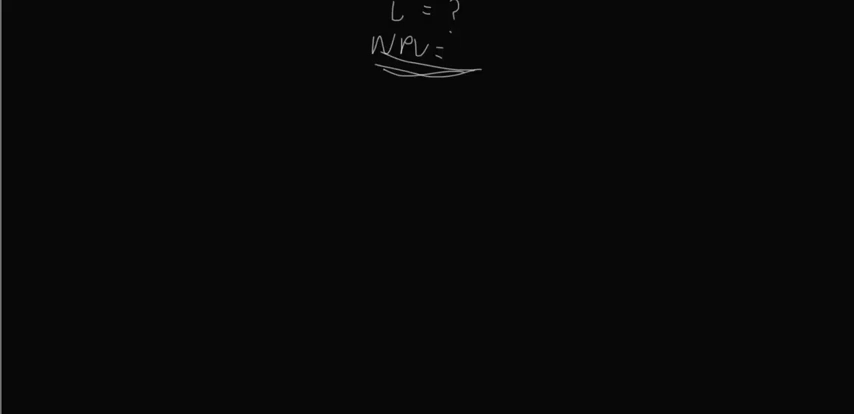 L = ?
NPV =